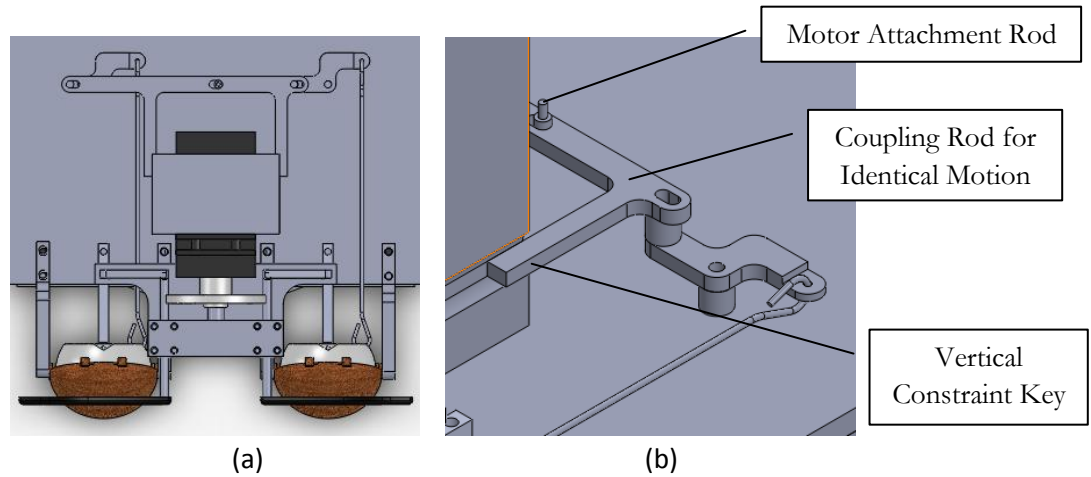 Motor Attachment Rod
Coupling Rod for
Identical Motion
Vertical
Constraint Key
(a)
(b)